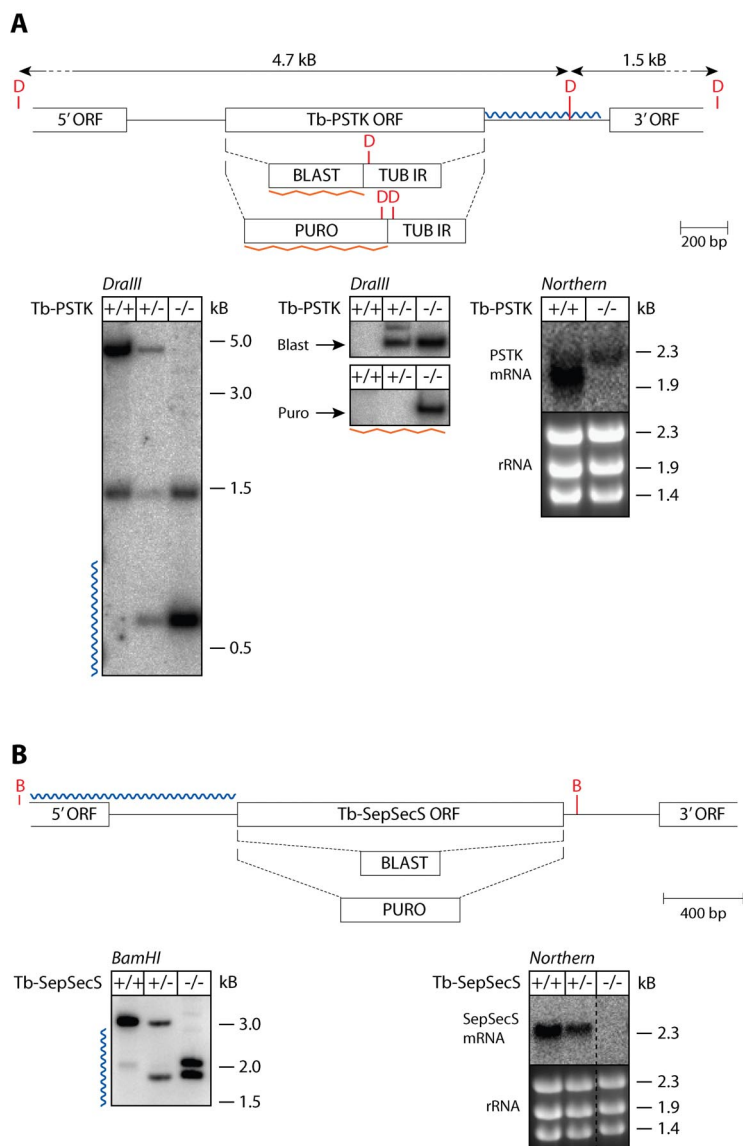 A
4.7 kB 1.5 kB
D D D
5' ORF Tb-PSTK ORF 3' ORF
D
BLAST TUB IR
DD
PURO TUB IR
200 bp
DraIII
Tb-PSTK +/+ +/- -/- kB
5.0
3.0
1.5
0.5
DraIII
Tb-PSTK +/+ +/- -/-
Blast
+/+ +/- -/-
Puro
Northern
Tb-PSTK +/+ -/- kB
PSTK
mRNA
2.3
1.9
rRNA
2.3
1.9
1.4
B
B B
5' ORF Tb-SepSecS ORF 3' ORF
BLAST
PURO
400 bp
BamHI
Tb-SepSecS +/+ +/- -/- kB
3.0
2.0
1.5
Northern
Tb-SepSecS +/+ +/- -/- kB
SepSecS
mRNA
2.3
rRNA
2.3
1.9
1.4